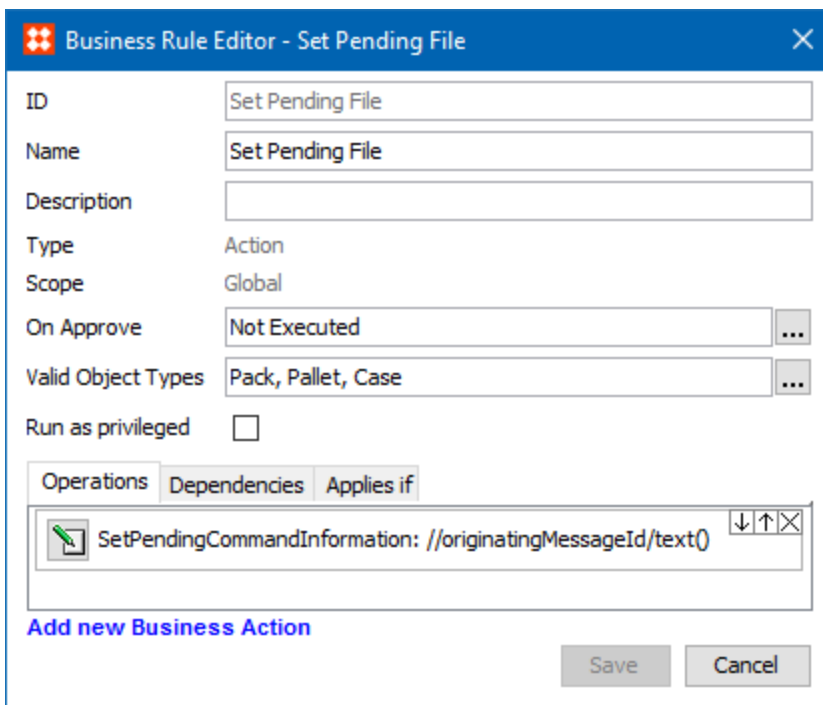 Business Rule Editor - Set Pending File
ID Set Pending File
Name Set Pending File
Description
Type Action
Scope Global
On Approve Not Executed ...
Valid Object Types Pack, Pallet, Case ...
Run as privileged
Operations Dependencies Applies if
SetPendingCommandInformation: //originatingMessageId/text()
Add new Business Action
Save Cancel